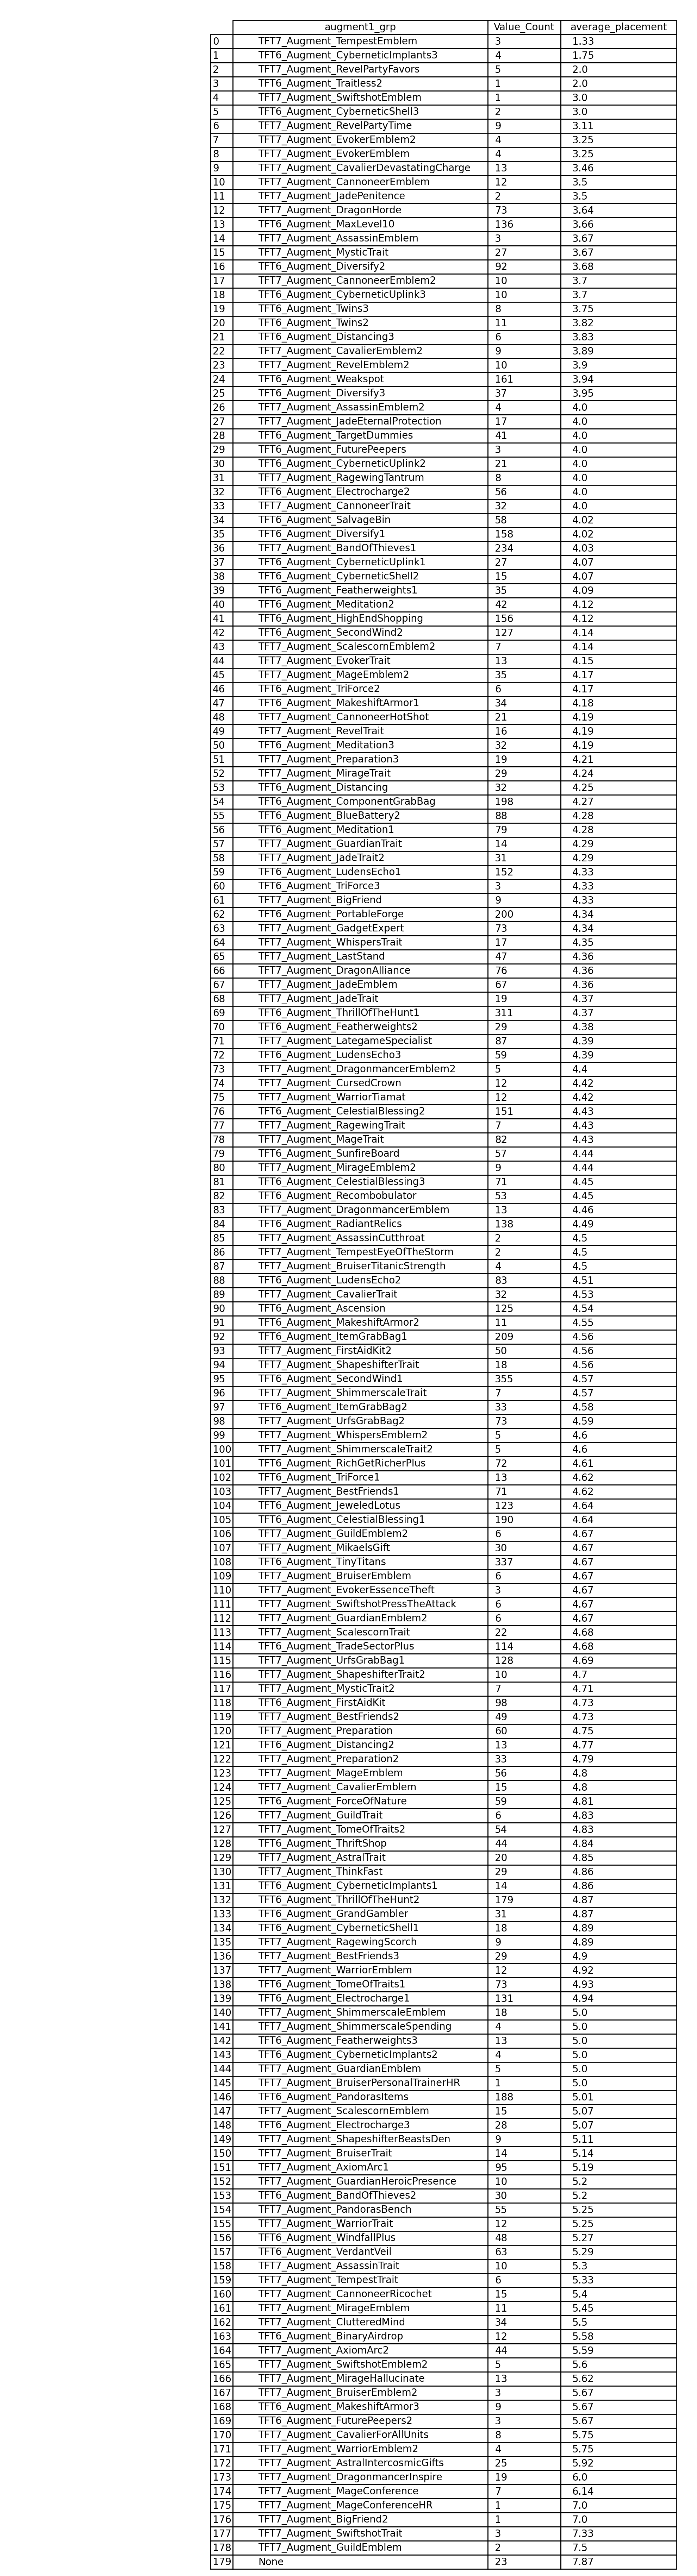 augment1_grp Value_Count average_placement
0 TFT7_Augment_TempestEmblem 3 1.33
1 TFT6_Augment_CyberneticImplants3 4 1.75
2 TFT7_Augment_RevelPartyFavors 5 2.0
3 TFT6_Augment_Traitless2 1 2.0
4 TFT7_Augment_SwiftshotEmblem 1 3.0
5 TFT6_Augment_CyberneticShell3 2 3.0
6 TFT7_Augment_RevelPartyTime 9 3.11
7 TFT7_Augment_EvokerEmblem2 4 3.25
8 TFT7_Augment_EvokerEmblem 4 3.25
9 TFT7_Augment_CavalierDevastatingCharge 13 3.46
10 TFT7_Augment_CannoneerEmblem 12 3.5
11 TFT7_Augment_JadePenitence 2 3.5
12 TFT7_Augment_DragonHorde 73 3.64
13 TFT6_Augment_MaxLevel10 136 3.66
14 TFT7_Augment_AssassinEmblem 3 3.67
15 TFT7_Augment_MysticTrait 27 3.67
16 TFT6_Augment_Diversify2 92 3.68
17 TFT7_Augment_CannoneerEmblem2 10 3.7
18 TFT6_Augment_CyberneticUplink3 10 3.7
19 TFT6_Augment_Twins3 8 3.75
20 TFT6_Augment_Twins2 11 3.82
21 TFT6_Augment_Distancing3 6 3.83
22 TFT7_Augment_CavalierEmblem2 9 3.89
23 TFT7_Augment_RevelEmblem2 10 3.9
24 TFT6_Augment_Weakspot 161 3.94
25 TFT6_Augment_Diversify3 37 3.95
26 TFT7_Augment_AssassinEmblem2 4 4.0
27 TFT7_Augment_JadeEternalProtection 17 4.0
28 TFT6_Augment_TargetDummies 41 4.0
29 TFT7_Augment_FuturePeepers 3 4.0
30 TFT6_Augment_CyberneticUplink2 21 4.0
31 TFT7_Augment_RagewingTantrum 8 4.0
32 TFT6_Augment_Electrocharge2 56 4.0
33 TFT7_Augment_CannoneerTrait 32 4.0
34 TFT6_Augment_SalvageBin 58 4.02
35 TFT6_Augment_Diversify1 158 4.02
36 TFT7_Augment_BandOfThieves1 234 4.03
37 TFT6_Augment_CyberneticUplink1 27 4.07
38 TFT6_Augment_CyberneticShell2 15 4.07
39 TFT6_Augment_Featherweights1 35 4.09
40 TFT6_Augment_Meditation2 42 4.12
41 TFT6_Augment_HighEndShopping 156 4.12
42 TFT6_Augment_SecondWind2 127 4.14
43 TFT7_Augment_ScalescornEmblem2 7 4.14
44 TFT7_Augment_EvokerTrait 13 4.15
45 TFT7_Augment_MageEmblem2 35 4.17
46 TFT6_Augment_TriForce2 6 4.17
47 TFT6_Augment_MakeshiftArmor1 34 4.18
48 TFT7_Augment_CannoneerHotShot 21 4.19
49 TFT7_Augment_RevelTrait 16 4.19
50 TFT6_Augment_Meditation3 32 4.19
51 TFT7_Augment_Preparation3 19 4.21
52 TFT7_Augment_MirageTrait 29 4.24
53 TFT6_Augment_Distancing 32 4.25
54 TFT6_Augment_ComponentGrabBag 198 4.27
55 TFT6_Augment_BlueBattery2 88 4.28
56 TFT6_Augment_Meditation1 79 4.28
57 TFT7_Augment_GuardianTrait 14 4.29
58 TFT7_Augment_JadeTrait2 31 4.29
59 TFT6_Augment_LudensEcho1 152 4.33
60 TFT6_Augment_TriForce3 3 4.33
61 TFT7_Augment_BigFriend 9 4.33
62 TFT6_Augment_PortableForge 200 4.34
63 TFT7_Augment_GadgetExpert 73 4.34
64 TFT7_Augment_WhispersTrait 17 4.35
65 TFT7_Augment_LastStand 47 4.36
66 TFT7_Augment_DragonAlliance 76 4.36
67 TFT7_Augment_JadeEmblem 67 4.36
68 TFT7_Augment_JadeTrait 19 4.37
69 TFT6_Augment_ThrillOfTheHunt1 311 4.37
70 TFT6_Augment_Featherweights2 29 4.38
71 TFT7_Augment_LategameSpecialist 87 4.39
72 TFT6_Augment_LudensEcho3 59 4.39
73 TFT7_Augment_DragonmancerEmblem2 5 4.4
74 TFT7_Augment_CursedCrown 12 4.42
75 TFT7_Augment_WarriorTiamat 12 4.42
76 TFT6_Augment_CelestialBlessing2 151 4.43
77 TFT7_Augment_RagewingTrait 7 4.43
78 TFT7_Augment_MageTrait 82 4.43
79 TFT6_Augment_SunfireBoard 57 4.44
80 TFT7_Augment_MirageEmblem2 9 4.44
81 TFT6_Augment_CelestialBlessing3 71 4.45
82 TFT6_Augment_Recombobulator 53 4.45
83 TFT7_Augment_DragonmancerEmblem 13 4.46
84 TFT6_Augment_RadiantRelics 138 4.49
85 TFT7_Augment_AssassinCutthroat 2 4.5
86 TFT7_Augment_TempestEyeOfTheStorm 2 4.5
87 TFT7_Augment_BruiserTitanicStrength 4 4.5
88 TFT6_Augment_LudensEcho2 83 4.51
89 TFT7_Augment_CavalierTrait 32 4.53
90 TFT6_Augment_Ascension 125 4.54
91 TFT6_Augment_MakeshiftArmor2 11 4.55
92 TFT6_Augment_ItemGrabBag1 209 4.56
93 TFT7_Augment_FirstAidKit2 50 4.56
94 TFT7_Augment_ShapeshifterTrait 18 4.56
95 TFT6_Augment_SecondWind1 355 4.57
96 TFT7_Augment_ShimmerscaleTrait 7 4.57
97 TFT6_Augment_ItemGrabBag2 33 4.58
98 TFT7_Augment_UrfsGrabBag2 73 4.59
99 TFT7_Augment_WhispersEmblem2 5 4.6
100 TFT7_Augment_ShimmerscaleTrait2 5 4.6
101 TFT6_Augment_RichGetRicherPlus 72 4.61
102 TFT6_Augment_TriForce1 13 4.62
103 TFT7_Augment_BestFriends1 71 4.62
104 TFT6_Augment_JeweledLotus 123 4.64
105 TFT6_Augment_CelestialBlessing1 190 4.64
106 TFT7_Augment_GuildEmblem2 6 4.67
107 TFT7_Augment_MikaelsGift 30 4.67
108 TFT6_Augment_TinyTitans 337 4.67
109 TFT7_Augment_BruiserEmblem 6 4.67
110 TFT7_Augment_EvokerEssenceTheft 3 4.67
111 TFT7_Augment_SwiftshotPressTheAttack 6 4.67
112 TFT7_Augment_GuardianEmblem2 6 4.67
113 TFT7_Augment_ScalescornTrait 22 4.68
114 TFT6_Augment_TradeSectorPlus 114 4.68
115 TFT7_Augment_UrfsGrabBag1 128 4.69
116 TFT7_Augment_ShapeshifterTrait2 10 4.7
117 TFT7_Augment_MysticTrait2 7 4.71
118 TFT6_Augment_FirstAidKit 98 4.73
119 TFT7_Augment_BestFriends2 49 4.73
120 TFT7_Augment_Preparation 60 4.75
121 TFT6_Augment_Distancing2 13 4.77
122 TFT7_Augment_Preparation2 33 4.79
123 TFT7_Augment_MageEmblem 56 4.8
124 TFT7_Augment_CavalierEmblem 15 4.8
125 TFT6_Augment_ForceOfNature 59 4.81
126 TFT7_Augment_GuildTrait 6 4.83
127 TFT7_Augment_TomeOfTraits2 54 4.83
128 TFT6_Augment_ThriftShop 44 4.84
129 TFT7_Augment_AstralTrait 20 4.85
130 TFT7_Augment_ThinkFast 29 4.86
131 TFT6_Augment_CyberneticImplants1 14 4.86
132 TFT6_Augment_ThrillOfTheHunt2 179 4.87
133 TFT6_Augment_GrandGambler 31 4.87
134 TFT6_Augment_CyberneticShell1 18 4.89
135 TFT7_Augment_RagewingScorch 9 4.89
136 TFT7_Augment_BestFriends3 29 4.9
137 TFT7_Augment_WarriorEmblem 12 4.92
138 TFT6_Augment_TomeOfTraits1 73 4.93
139 TFT6_Augment_Electrocharge1 131 4.94
140 TFT7_Augment_ShimmerscaleEmblem 18 5.0
141 TFT7_Augment_ShimmerscaleSpending 4 5.0
142 TFT6_Augment_Featherweights3 13 5.0
143 TFT6_Augment_CyberneticImplants2 4 5.0
144 TFT7_Augment_GuardianEmblem 5 5.0
145 TFT7_Augment_BruiserPersonalTrainerHR 1 5.0
146 TFT6_Augment_PandorasItems 188 5.01
147 TFT7_Augment_ScalescornEmblem 15 5.07
148 TFT6_Augment_Electrocharge3 28 5.07
149 TFT7_Augment_ShapeshifterBeastsDen 9 5.11
150 TFT7_Augment_BruiserTrait 14 5.14
151 TFT7_Augment_AxiomArc1 95 5.19
152 TFT7_Augment_GuardianHeroicPresence 10 5.2
153 TFT6_Augment_BandOfThieves2 30 5.2
154 TFT7_Augment_PandorasBench 55 5.25
155 TFT7_Augment_WarriorTrait 12 5.25
156 TFT6_Augment_WindfallPlus 48 5.27
157 TFT6_Augment_VerdantVeil 63 5.29
158 TFT7_Augment_AssassinTrait 10 5.3
159 TFT7_Augment_TempestTrait 6 5.33
160 TFT7_Augment_CannoneerRicochet 15 5.4
161 TFT7_Augment_MirageEmblem 11 5.45
162 TFT7_Augment_ClutteredMind 34 5.5
163 TFT6_Augment_BinaryAirdrop 12 5.58
164 TFT7_Augment_AxiomArc2 44 5.59
165 TFT7_Augment_SwiftshotEmblem2 5 5.6
166 TFT7_Augment_MirageHallucinate 13 5.62
167 TFT7_Augment_BruiserEmblem2 3 5.67
168 TFT6_Augment_MakeshiftArmor3 9 5.67
169 TFT7_Augment_FuturePeepers2 3 5.67
170 TFT7_Augment_CavalierForAllUnits 8 5.75
171 TFT7_Augment_WarriorEmblem2 4 5.75
172 TFT7_Augment_AstralIntercosmicGifts 25 5.92
173 TFT7_Augment_DragonmancerInspire 19 6.0
174 TFT7_Augment_MageConference 7 6.14
175 TFT7_Augment_MageConferenceHR 1 7.0
176 TFT7_Augment_BigFriend2 1 7.0
177 TFT7_Augment_SwiftshotTrait 3 7.33
178 TFT7_Augment_GuildEmblem 2 7.5
179 None 23 7.87